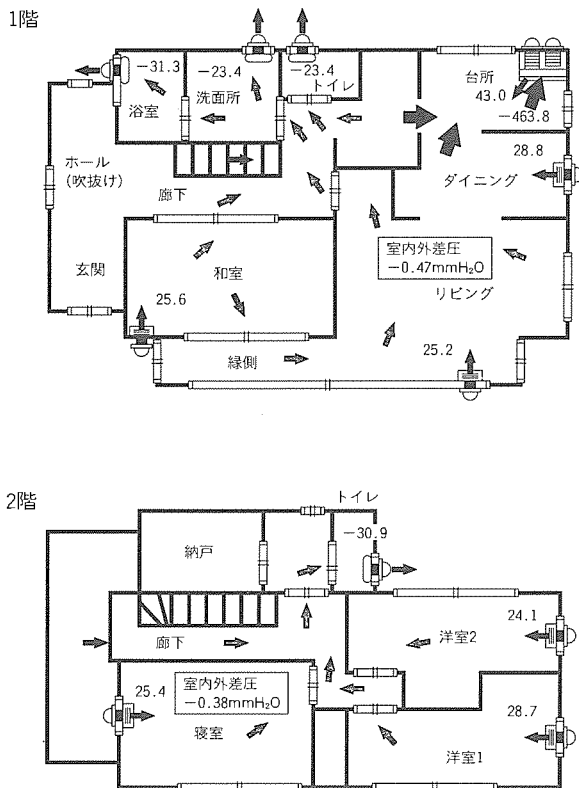 1階
-31.3
浴室
-23.4
洗面所
-23.4
トイレ
台所
43.0
-463.8
28.8
ダイニング
ホール
(吹抜け)
廊下
室内外差圧
-0.47mmH₂O
リビング
玄関
和室
25.6
縁側
25.2
2階
トイレ
-30.9
納戸
廊下
24.1
洋室2
25.4
室内外差圧
-0.38mmH₂O
寝室
28.7
洋室1